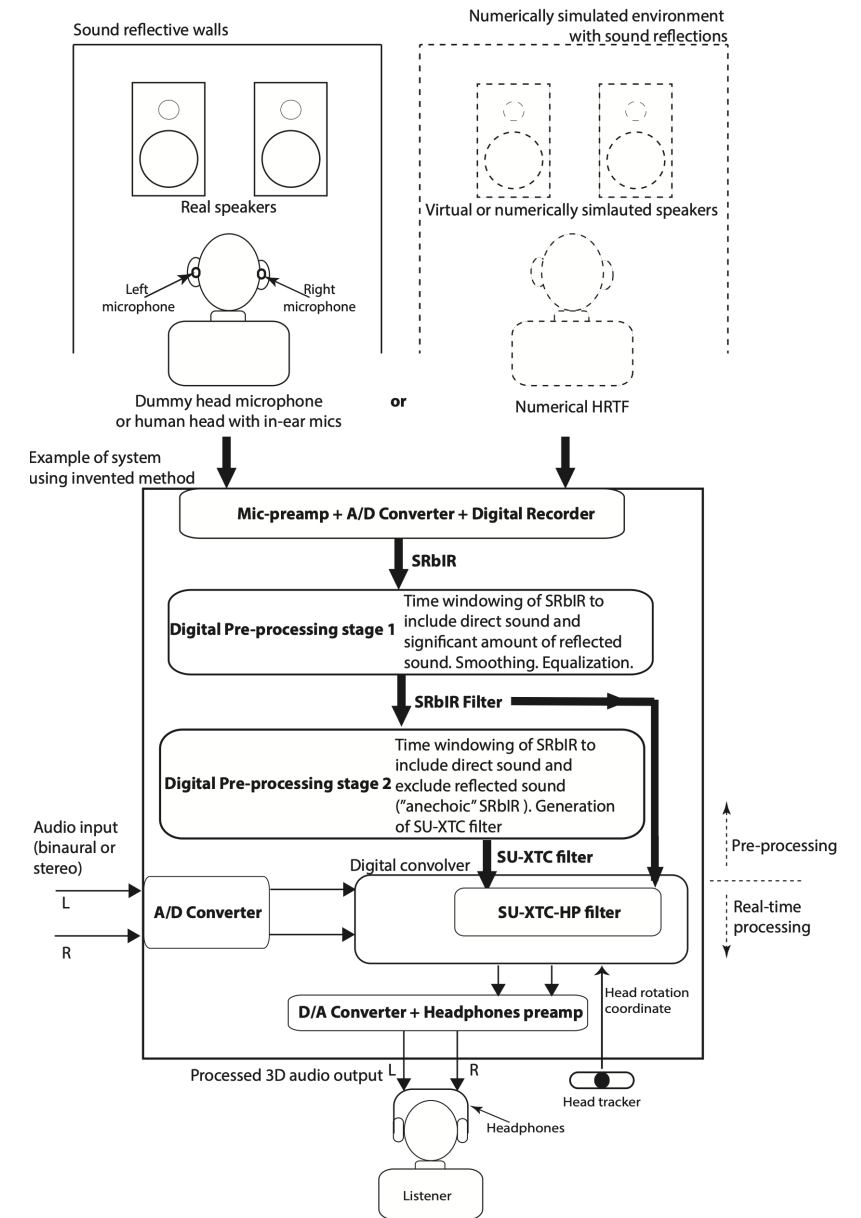 Sound reflective walls
Numerically simulated environment
with sound reflections
Real speakers
Virtual or numerically simlauted speakers
Left
microphone
Right
microphone
Dummy head microphone
or human head with in-ear mics
or
Numerical HRTF
Example of system
using invented method
Mic-preamp + A/D Converter + Digital Recorder
SRbIR
Digital Pre-processing stage 1
Time windowing of SRbIR to
include direct sound and
significant amount of reflected
sound. Smoothing. Equalization.
SRbIR Filter
Digital Pre-processing stage 2
Time windowing of SRbIR to
include direct sound and
exclude reflected sound
("anechoic" SRbIR ). Generation
of SU-XTC filter
Audio input
(binaural or
stereo)
L
R
A/D Converter
Digital convolver
SU-XTC filter
SU-XTC-HP filter
Pre-processing
Real-time
processing
D/A Converter + Headphones preamp
Head rotation
coordinate
Processed 3D audio output
L
R
Head tracker
Headphones
Listener